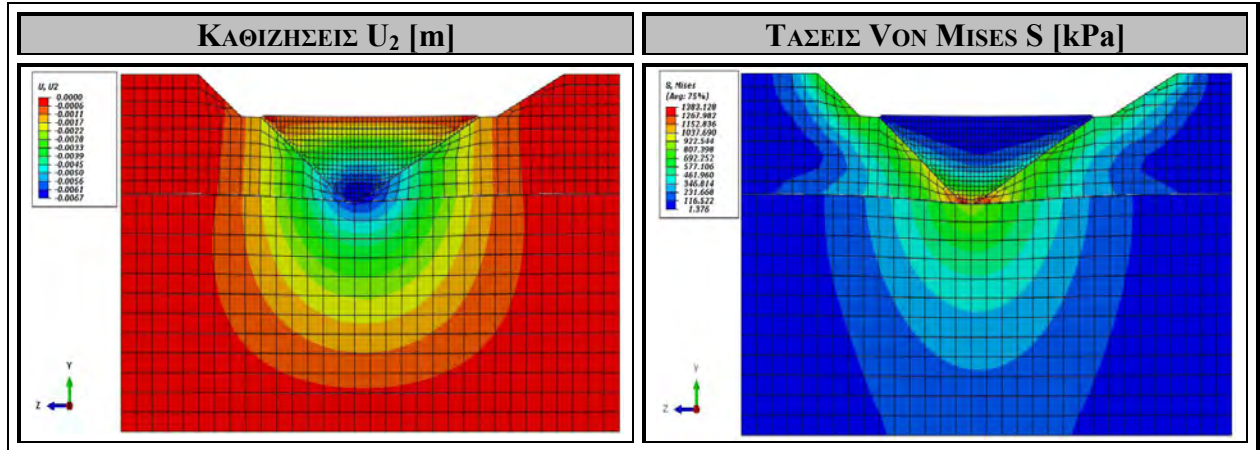 ΚΑΘΙΖΗΣΕΙΣ U2 [m]
ΤΑΣΕΙΣ VON MISES S [kPa]
U, U2
0.0000
-0.0006
-0.0011
-0.0017
-0.0022
-0.0028
-0.0033
-0.0039
-0.0045
-0.0050
-0.0056
-0.0061
-0.0067
Y
Z
S, Mises
(Avg: 75%)
1383.128
1267.982
1152.836
1037.690
922.544
807.398
692.252
577.106
461.960
346.814
231.668
116.522
1.376
Y
Z